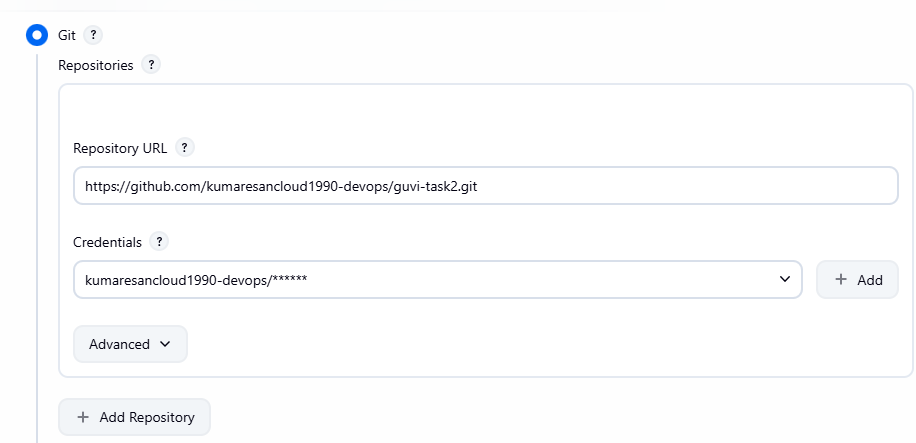 Git ?
Repositories ?
Repository URL ?
https://github.com/kumaresancloud1990-devops/guvi-task2.git
Credentials ?
kumaresancloud1990-devops/******
+ Add
Advanced
+ Add Repository